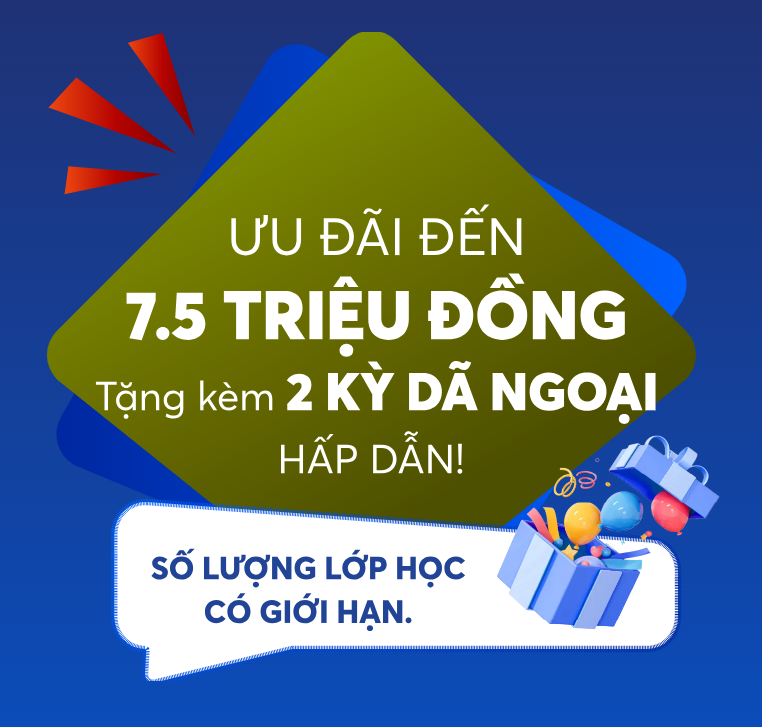 ƯU ĐÃI ĐẾN
7.5 TRIỆU ĐỒNG
Tặng kèm 2 KỲ DÃ NGOẠI
HẤP DẪN!
SỐ LƯỢNG LỚP HỌC
CÓ GIỚI HẠN.